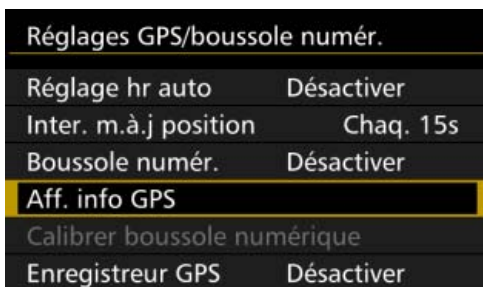 Réglages GPS/boussole numér.
Réglage hr auto Désactiver
Inter. m.à.j position Chaq. 15s
Boussole numér. Désactiver
Aff. info GPS
Calibrer boussole numérique
Enregistreur GPS Désactiver